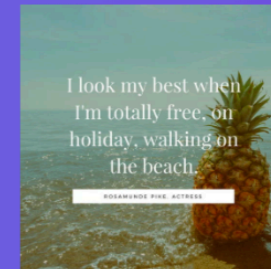 I look my best when
I'm totally free, on
holiday, walking on
the beach.
ROSAMUNDE PIKE, ACTRESS